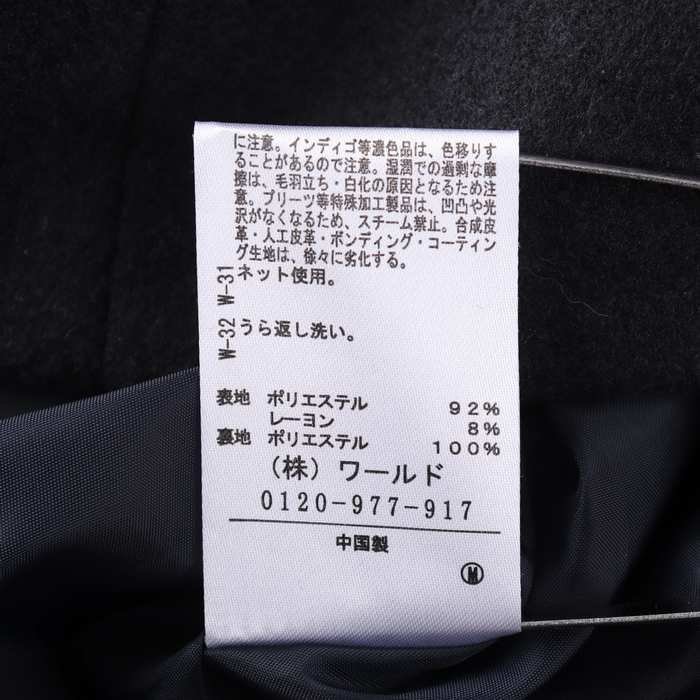 に注意。インディゴ等濃色品は、色移りす
ることがあるので注意。湿潤での過剰な摩
擦は、毛羽立ち・白化の原因となるため注
意。プリーツ等特殊加工製品は、凹凸や光
沢がなくなるため、スチーム禁止。合成皮
革・人工皮革・ボンディング・コーティン
グ生地は、徐々に劣化する。
W-31 ネット使用。
W-32 うら返し洗い。
表地 ポリエステル 92%
レーヨン 8%
裏地 ポリエステル 100%
(株) ワールド
0120-977-917
中国製
M